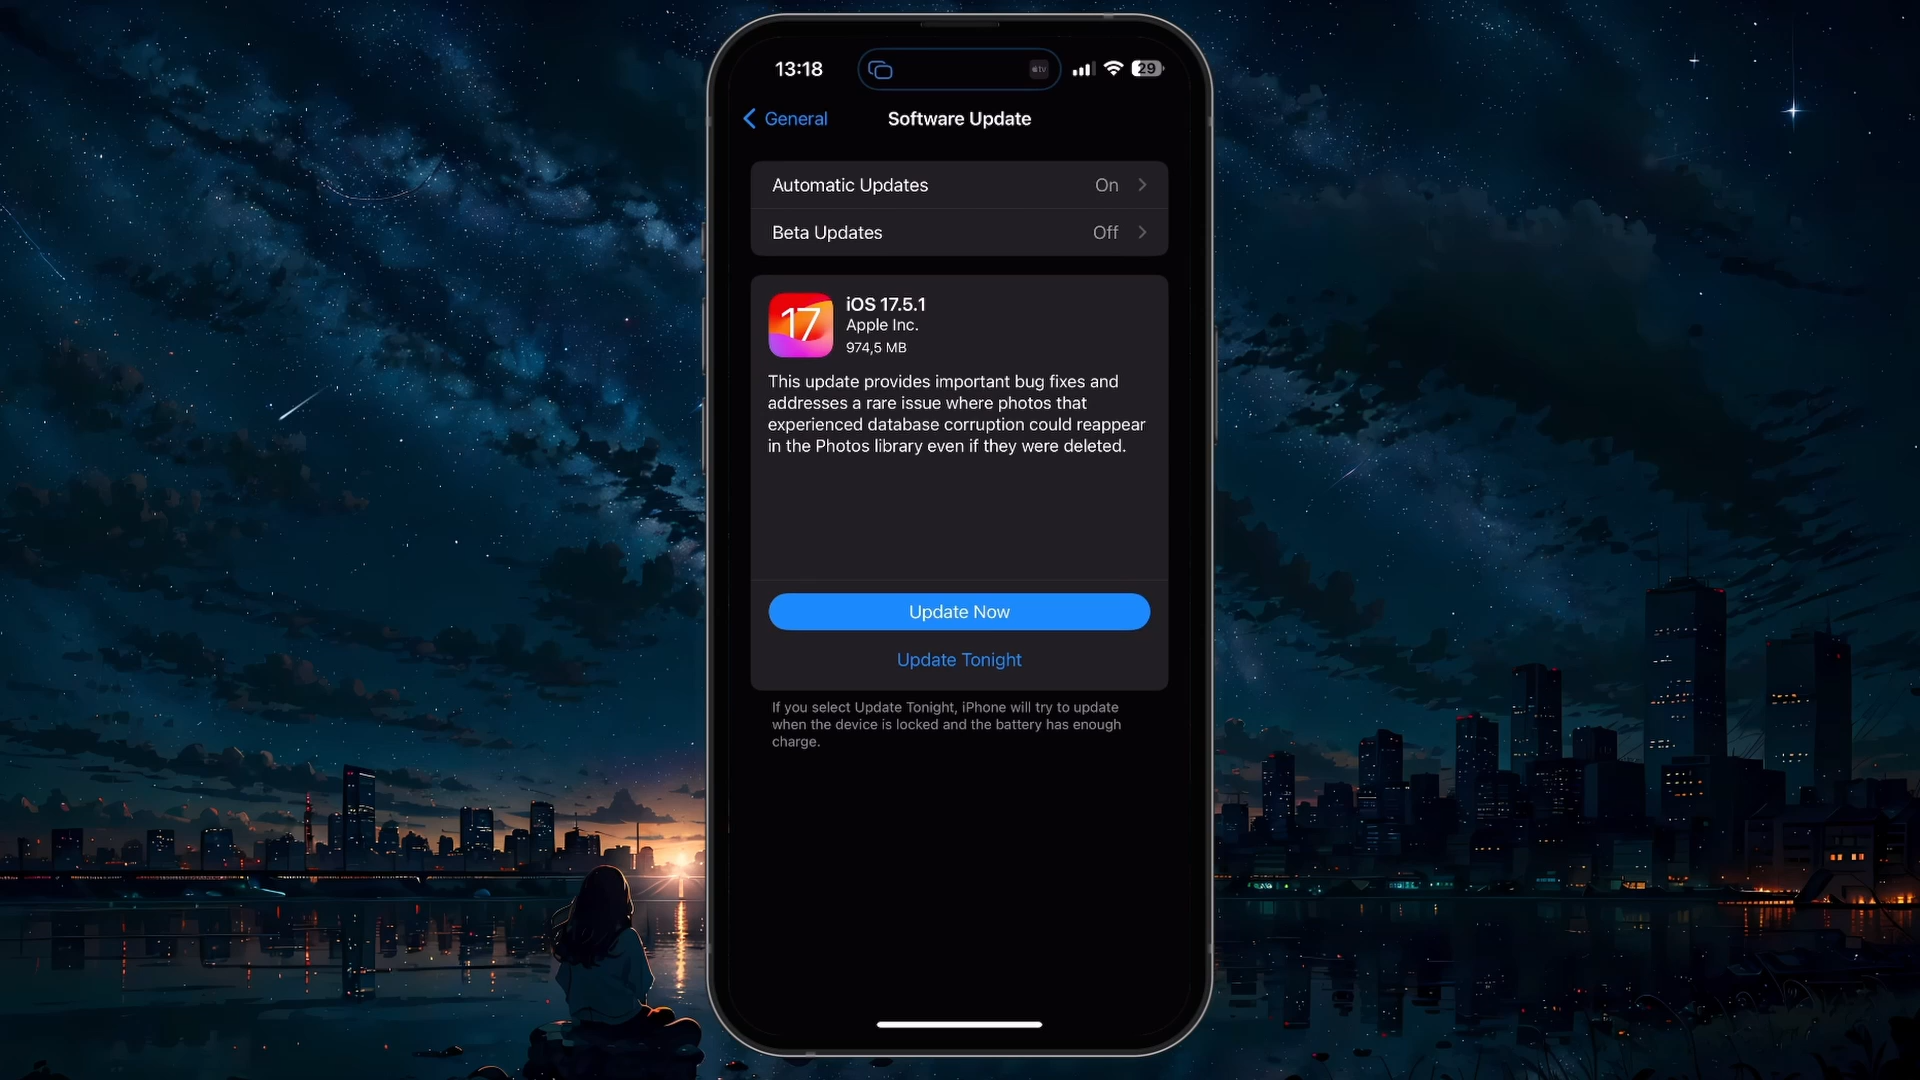 13:18
tv
29
General
Software Update
Automatic Updates On
Beta Updates Off
17
iOS 17.5.1
Apple Inc.
974,5 MB
This update provides important bug fixes and
addresses a rare issue where photos that
experienced database corruption could reappear
in the Photos library even if they were deleted.
Update Now
Update Tonight
If you select Update Tonight, iPhone will try to update
when the device is locked and the battery has enough
charge.